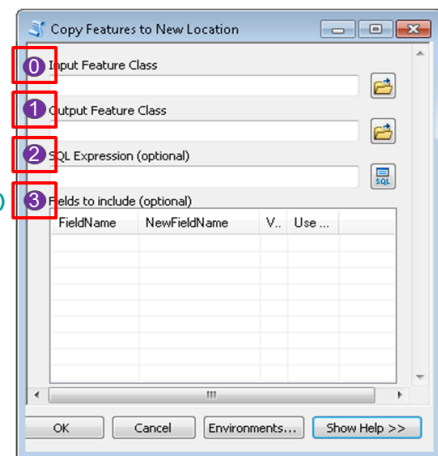 Copy Features to New Location
0 Input Feature Class
1 Output Feature Class
2 SQL Expression (optional)
SQL
3 Fields to include (optional)
)
FieldName NewFieldName V.. Use ...
OK Cancel Environments... Show Help >>